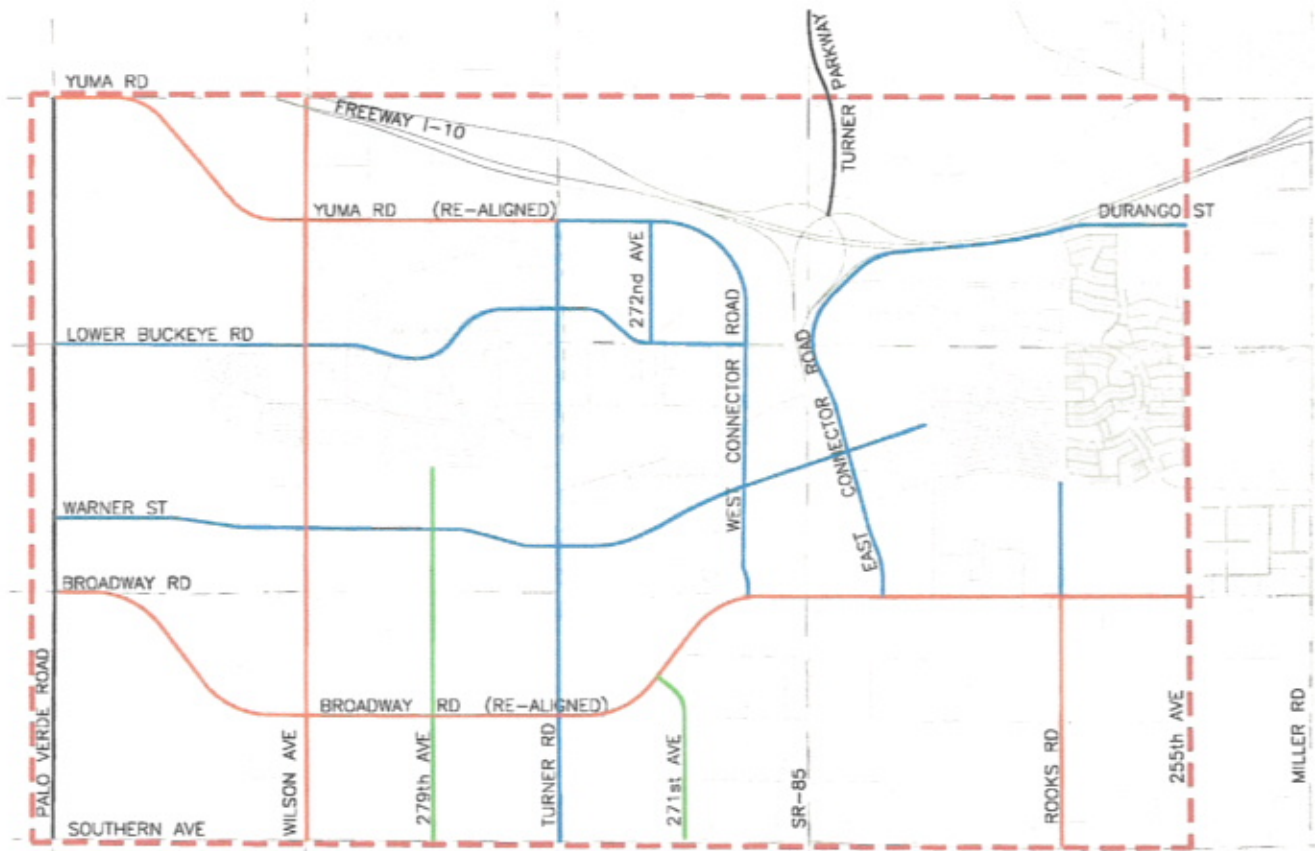 YUMA RD
FREEWAY I-10
TURNER PARKWAY
YUMA RD (RE-ALIGNED)
DURANGO ST
272nd AVE
LOWER BUCKEYE RD
WEST CONNECTOR ROAD
EAST CONNECTOR ROAD
WARNER ST
BROADWAY RD
BROADWAY RD (RE-ALIGNED)
PALO VERDE ROAD
WILSON AVE
279th AVE
TURNER RD
271st AVE
SR-85
ROOKS RD
255th AVE
MILLER RD
SOUTHERN AVE